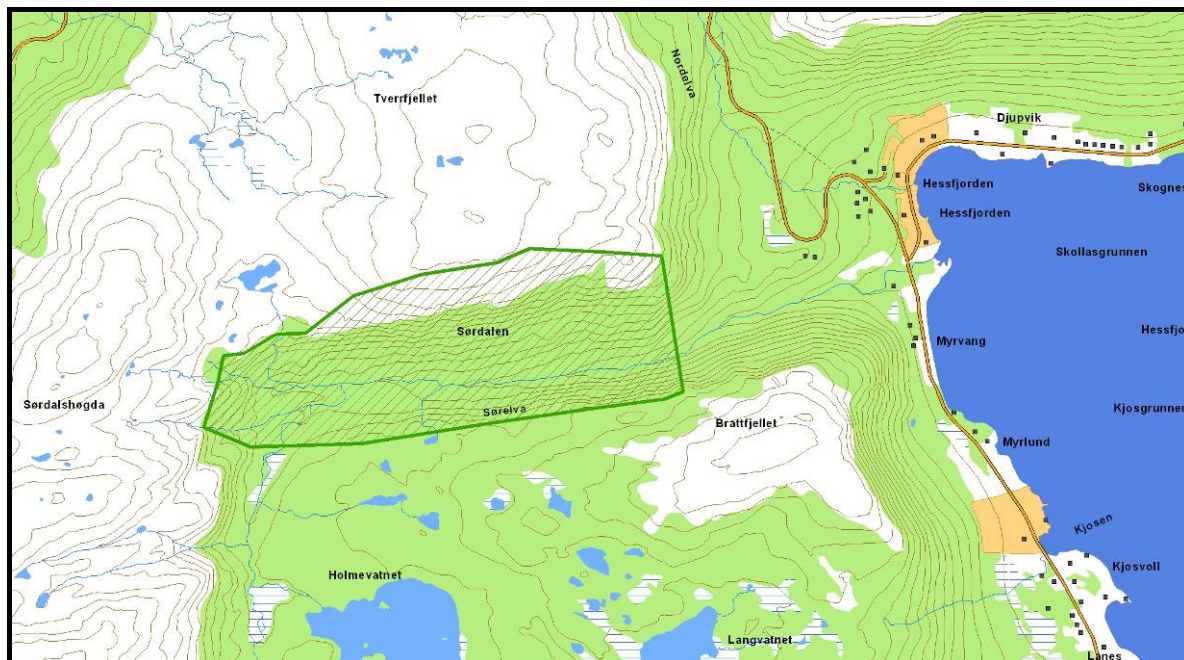 Nordelva
Tverrfjellet
Djupvik
Hessfjorden
Skognes
Hessfjorden
Skollasgrunnen
Sørdalen
Hessfjo
Myrvang
Sørdalshøgda
Sørelva
Kjosgrunnen
Brattfjellet
Myrlund
Kjosen
Kjosvoll
Holmevatnet
Langvatnet
Lanes